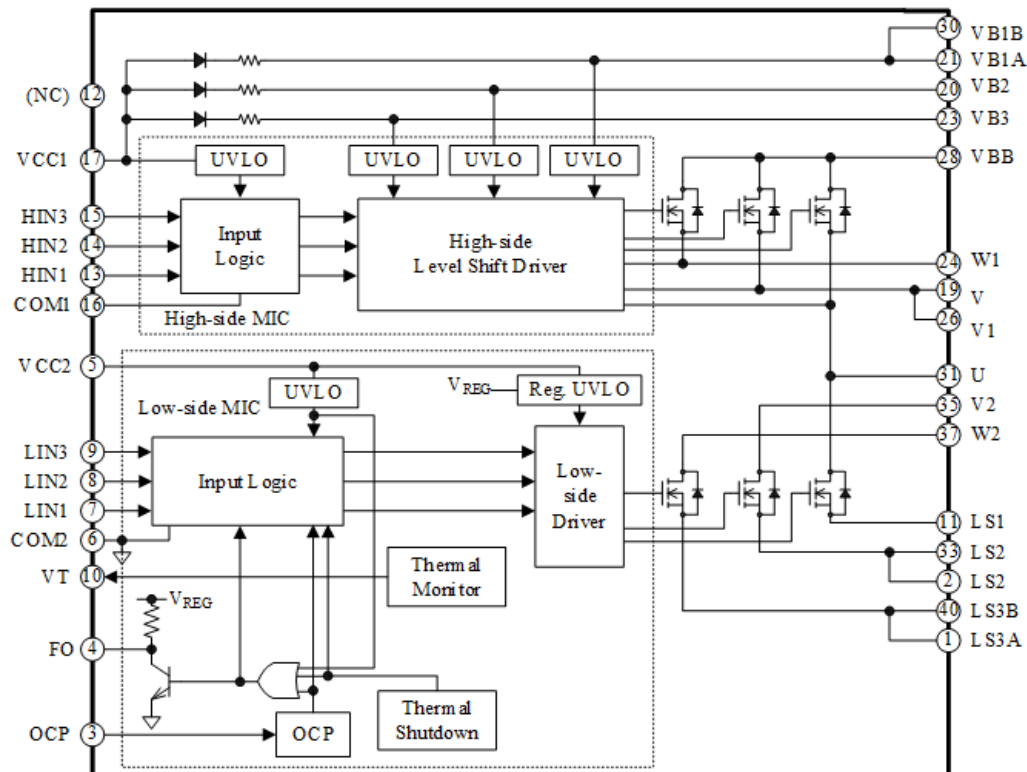 30 VB1B
21 VB1A
(NC) 12
20 VB2
23 VB3
VCC1 17
UVLO UVLO UVLO UVLO
28 VBB
HIN3 15
HIN2 14
HIN1 13
COM1 16
Input
Logic
High-side
Level Shift Driver
High-side MIC
24 W1
19 V
26 V1
VCC2 5
UVLO
VREG
Reg. UVLO
Low-side MIC
31 U
35 V2
37 W2
LIN3 9
LIN2 8
LIN1 7
COM2 6
Input Logic
Low-
side
Driver
11 LS1
33 LS2
2 LS2
40 LS3B
1 LS3A
VT 10
Thermal
Monitor
VREG
FO 4
Thermal
Shutdown
OCP 3
OCP